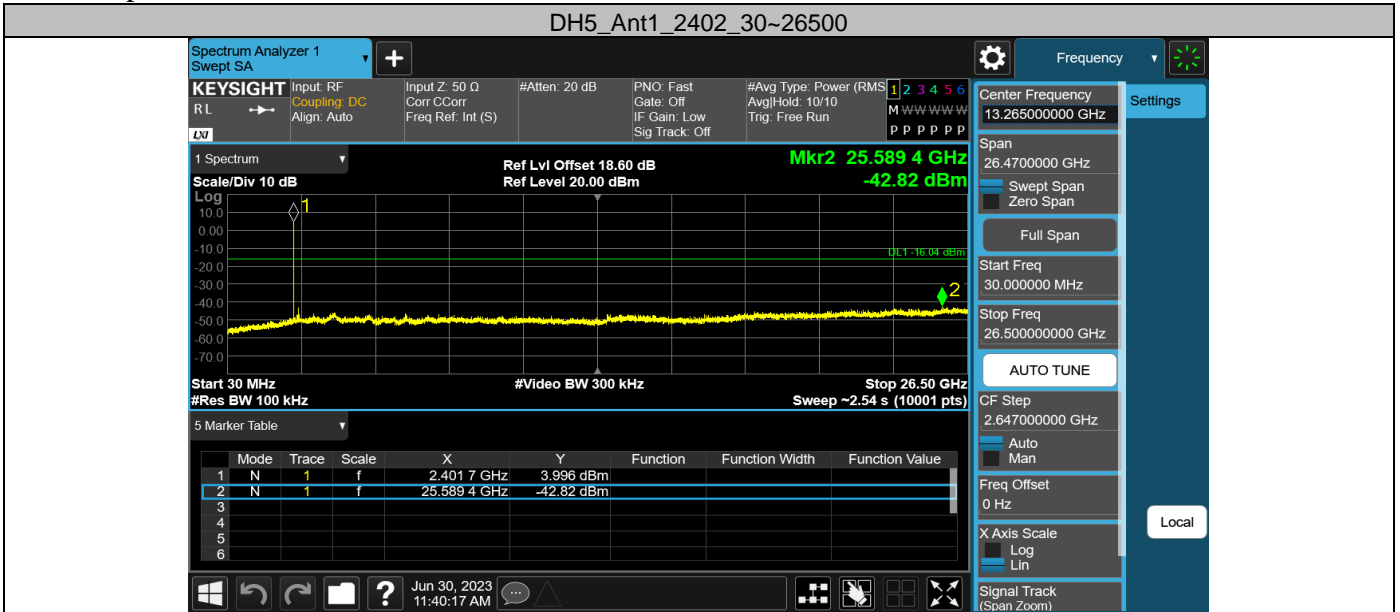 DH5_Ant1_2402_30~26500
Spectrum Analyzer 1
Swept SA
Frequency
KEYSIGHT
RL
LXI
Input: RF
Coupling: DC
Align: Auto
Input Z: 50 Ω
Corr CCorr
Freq Ref: Int (S)
#Atten: 20 dB
PNO: Fast
Gate: Off
IF Gain: Low
Sig Track: Off
#Avg Type: Power (RMS
Avg|Hold: 10/10
Trig: Free Run
1 2 3 4 5 6
M W W W W W
P P P P P P
1 Spectrum
Scale/Div 10 dB
Ref Lvl Offset 18.60 dB
Ref Level 20.00 dBm
Mkr2 25.589 4 GHz
-42.82 dBm
Log
10.0
0.00
-10.0
-20.0
-30.0
-40.0
-50.0
-60.0
-70.0
1
DL1 -16.04 dBm
2
Start 30 MHz
#Res BW 100 kHz
#Video BW 300 kHz
Stop 26.50 GHz
Sweep ~2.54 s (10001 pts)
5 Marker Table
Mode Trace Scale X Y Function Function Width Function Value
1 N 1 f 2.401 7 GHz 3.996 dBm
2 N 1 f 25.589 4 GHz -42.82 dBm
3
4
5
6
Jun 30, 2023
11:40:17 AM
Center Frequency
13.265000000 GHz
Span
26.4700000 GHz
Swept Span
Zero Span
Full Span
Start Freq
30.000000 MHz
Stop Freq
26.500000000 GHz
AUTO TUNE
CF Step
2.647000000 GHz
Auto
Man
Freq Offset
0 Hz
X Axis Scale
Log
Lin
Signal Track
(Span Zoom)
Settings
Local